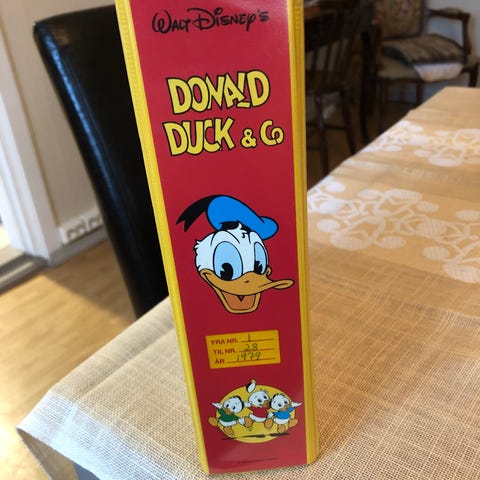 WALT DISNEY'S
DONALD
DUCK & Co
FRA NR. 1
TIL NR. 28
ÅR 1979